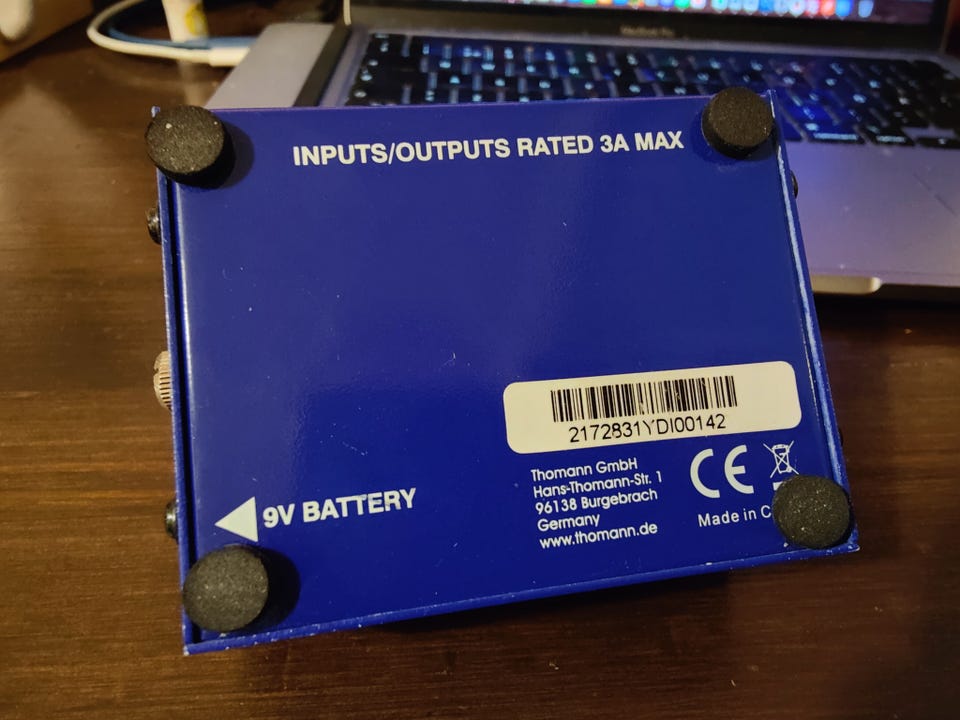 INPUTS/OUTPUTS RATED 3A MAX
2172831YDI00142
9V BATTERY
Thomann GmbH
Hans-Thomann-Str. 1
96138 Burgebrach
Germany
www.thomann.de
CE
Made in C